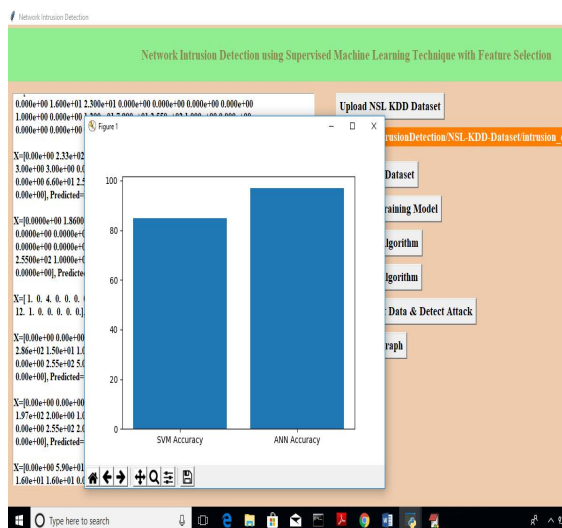 Network Intrusion Detection
Network Intrusion Detection using Supervised Machine Learning Technique with Feature Selection
0.000e+00 1.600e+01 2.300e+01 0.000e+00 0.000e+00 0.000e+00 0.000e+00
1.000e+00 0.000e+00
0.000e+00 0.000e+00
X=[0.00e+00 2.33e+02
3.00e+00 3.00e+00 0.0
0.00e+00 6.60e+01 2.5
0.00e+00], Predicted=
X=[0.0000e+00 1.8600
0.0000e+00 0.0000e+0
0.0000e+00 0.0000e+0
2.5500e+02 1.0000e+0
0.0000e+00], Predicte
X=[ 1. 0. 4. 0. 0. 0.
12. 1. 0. 0. 0. 0. 0.]
X=[0.00e+00 0.00e+00
2.86e+02 1.50e+01 1.0
0.00e+00 2.55e+02 5.0
0.00e+00], Predicted=
X=[0.00e+00 0.00e+00
1.97e+02 2.00e+00 1.0
0.00e+00 2.55e+02 2.0
0.00e+00], Predicted=
X=[0.00e+00 5.90e+01
1.60e+01 1.60e+01 0.0
Upload NSL KDD Dataset
rusionDetection/NSL-KDD-Dataset/intrusion_
Dataset
raining Model
lgorithm
lgorithm
t Data & Detect Attack
raph
Figure 1
100
80
60
40
20
0
SVM Accuracy
ANN Accuracy
Type here to search